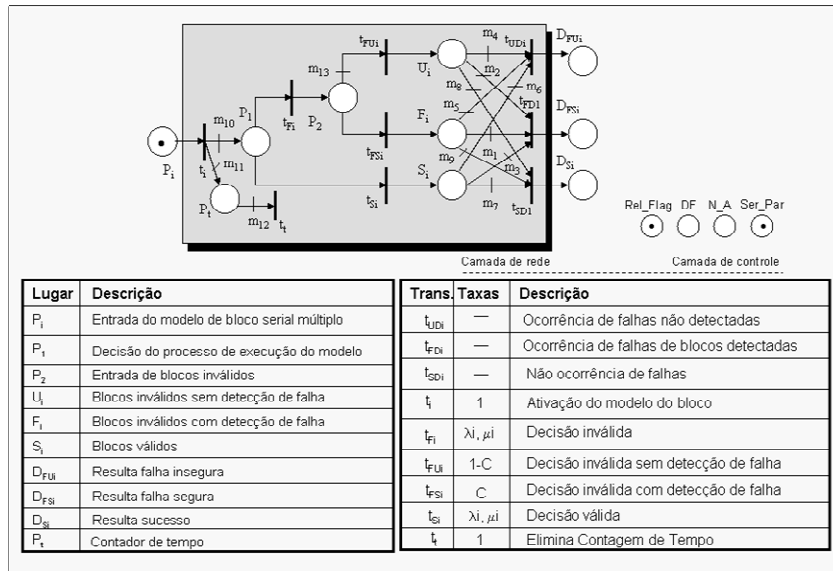 m4
DFUi
tFUi
tUDi
Ui
m13
m2
m8
m6
m5
tFD1
DFSi
P1
Fi
m10
tFi
P2
tFSi
m1
Pi
ti
m11
m9
m3
Si
DSi
Pt
m12
tt
tSi
m7
tSD1
Rel_Flag DF N_A Ser_Par
Camada de rede Camada de controle
Lugar Descrição
Pi Entrada do modelo de bloco serial múltiplo
P1 Decisão do processo de execução do modelo
P2 Entrada de blocos inválidos
Ui Blocos inválidos sem detecção de falha
Fi Blocos inválidos com detecção de falha
Si Blocos válidos
DFUi Resulta falha insegura
DFSi Resulta falha segura
DSi Resulta sucesso
Pt Contador de tempo
Trans. Taxas Descrição
tUDi — Ocorrência de falhas não detectadas
tFDi — Ocorrência de falhas de blocos detectadas
tSDi — Não ocorrência de falhas
ti 1 Ativação do modelo do bloco
tFi λi, μi Decisão inválida
tFUi 1-C Decisão inválida sem detecção de falha
tFSi C Decisão inválida com detecção de falha
tSi λi, μi Decisão válida
tt 1 Elimina Contagem de Tempo